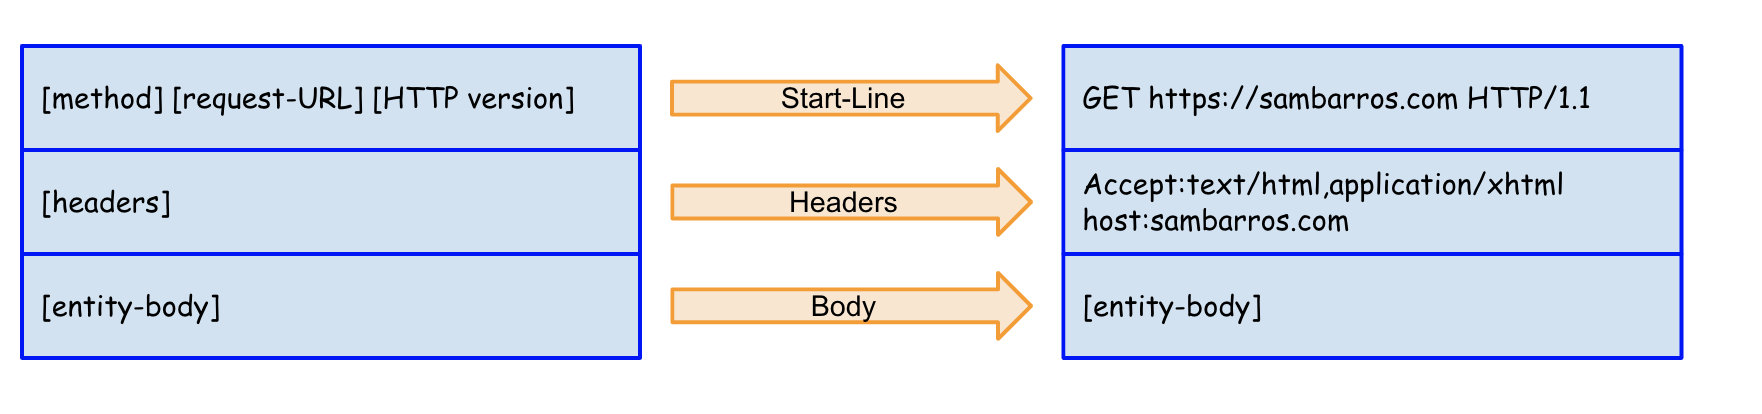 [method] [request-URL] [HTTP version]
Start-Line
GET https://sambarros.com HTTP/1.1
[headers]
Headers
Accept:text/html,application/xhtml
host:sambarros.com
[entity-body]
Body
[entity-body]